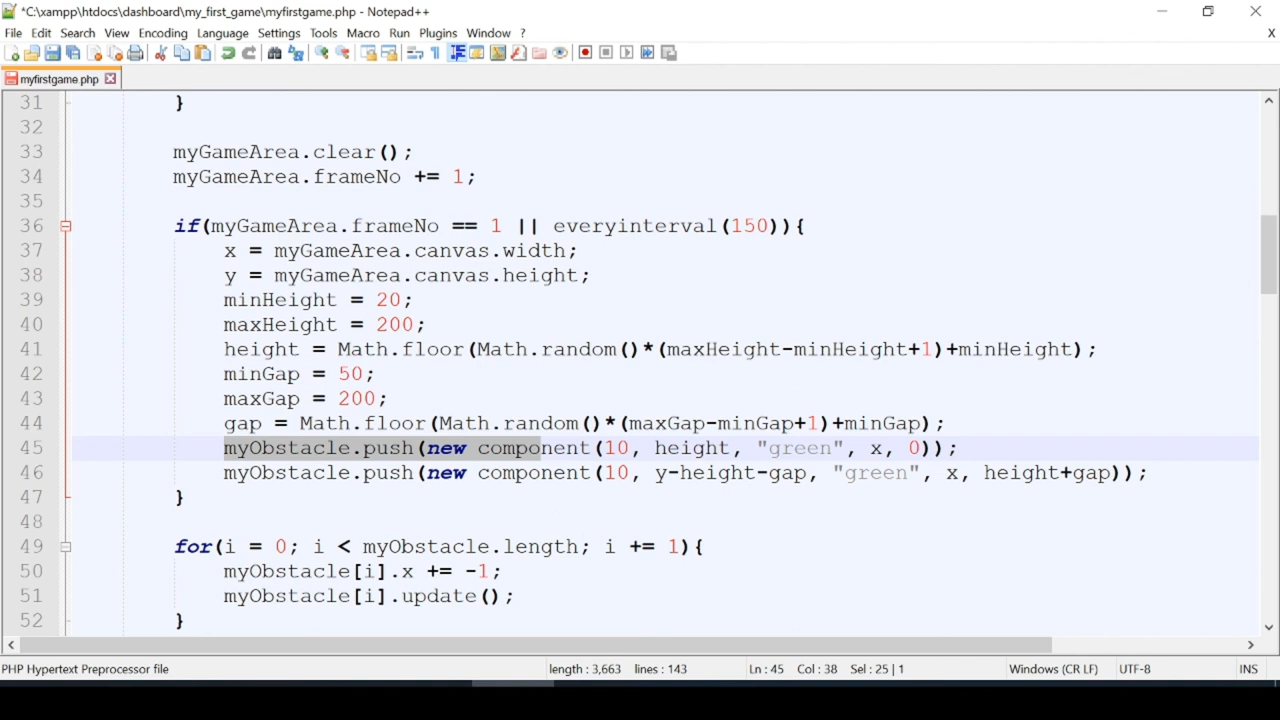 *C:\xampp\htdocs\dashboard\my_first_game\myfirstgame.php - Notepad++
File Edit Search View Encoding Language Settings Tools Macro Run Plugins Window ? X
myfirstgame.php
31 }
32
33 myGameArea.clear();
34 myGameArea.frameNo += 1;
35
36 if(myGameArea.frameNo == 1 || everyinterval(150)){
37 x = myGameArea.canvas.width;
38 y = myGameArea.canvas.height;
39 minHeight = 20;
40 maxHeight = 200;
41 height = Math.floor(Math.random()*(maxHeight-minHeight+1)+minHeight);
42 minGap = 50;
43 maxGap = 200;
44 gap = Math.floor(Math.random()*(maxGap-minGap+1)+minGap);
45 myObstacle.push(new component(10, height, "green", x, 0));
46 myObstacle.push(new component(10, y-height-gap, "green", x, height+gap));
47 }
48
49 for(i = 0; i < myObstacle.length; i += 1){
50 myObstacle[i].x += -1;
51 myObstacle[i].update();
52 }
PHP Hypertext Preprocessor file length : 3,663 lines : 143 Ln : 45 Col : 38 Sel : 25 | 1 Windows (CR LF) UTF-8 INS